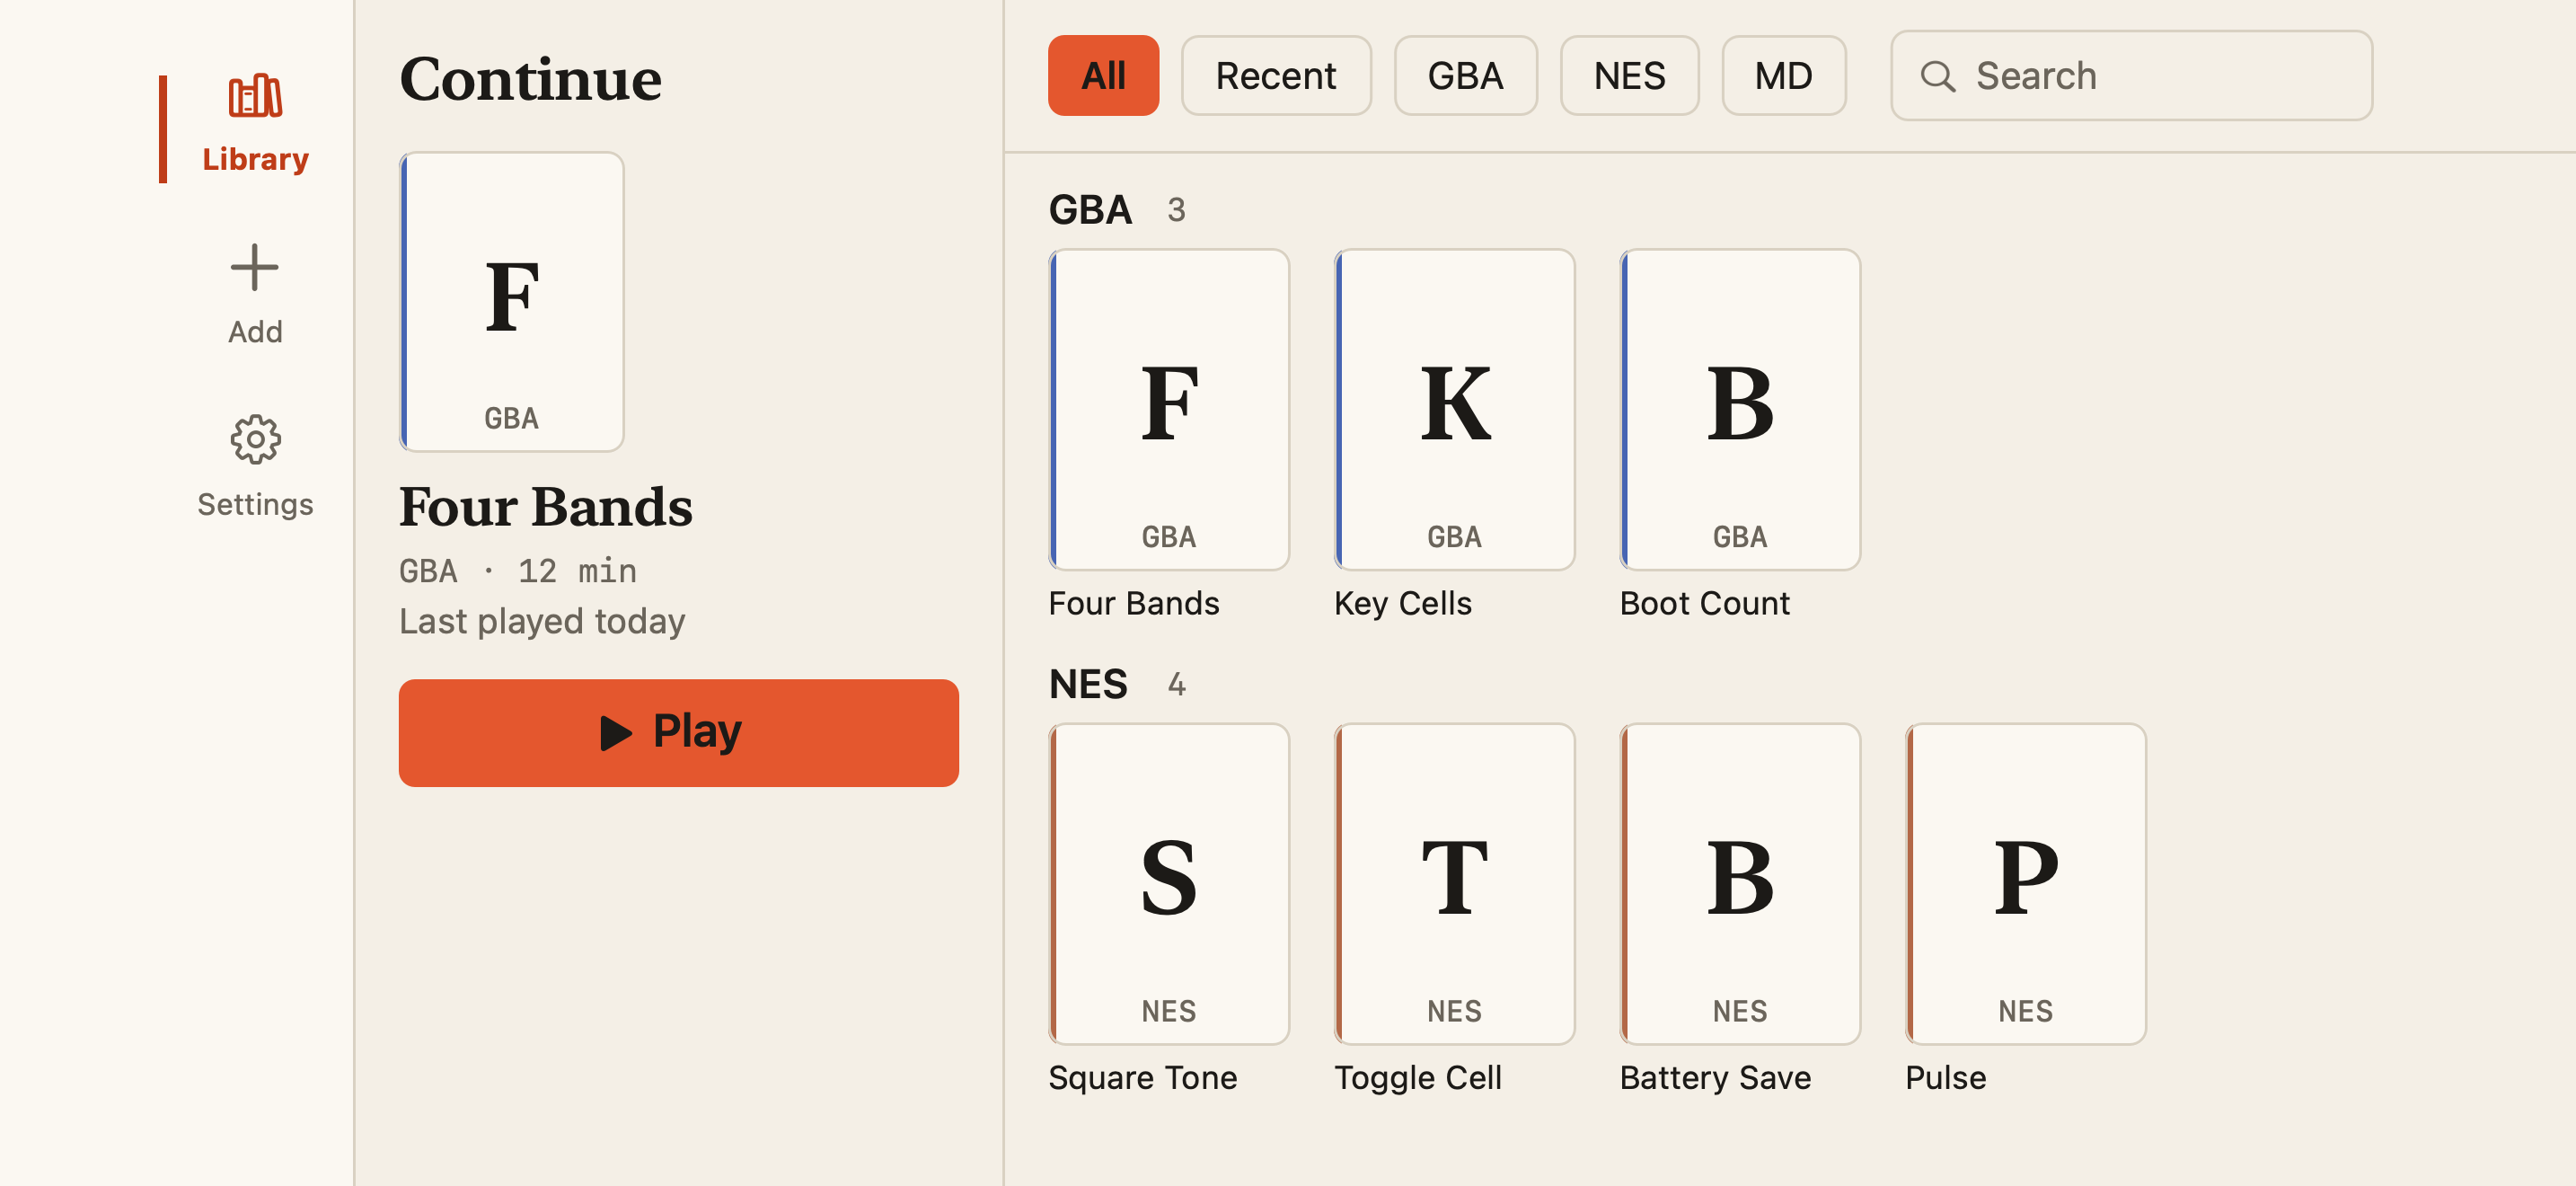 Library
Add
Settings
Continue
F
GBA
Four Bands
GBA · 12 min
Last played today
Play
All Recent GBA NES MD Search
GBA 3
F K B
GBA GBA GBA
Four Bands Key Cells Boot Count
NES 4
S T B P
NES NES NES NES
Square Tone Toggle Cell Battery Save Pulse